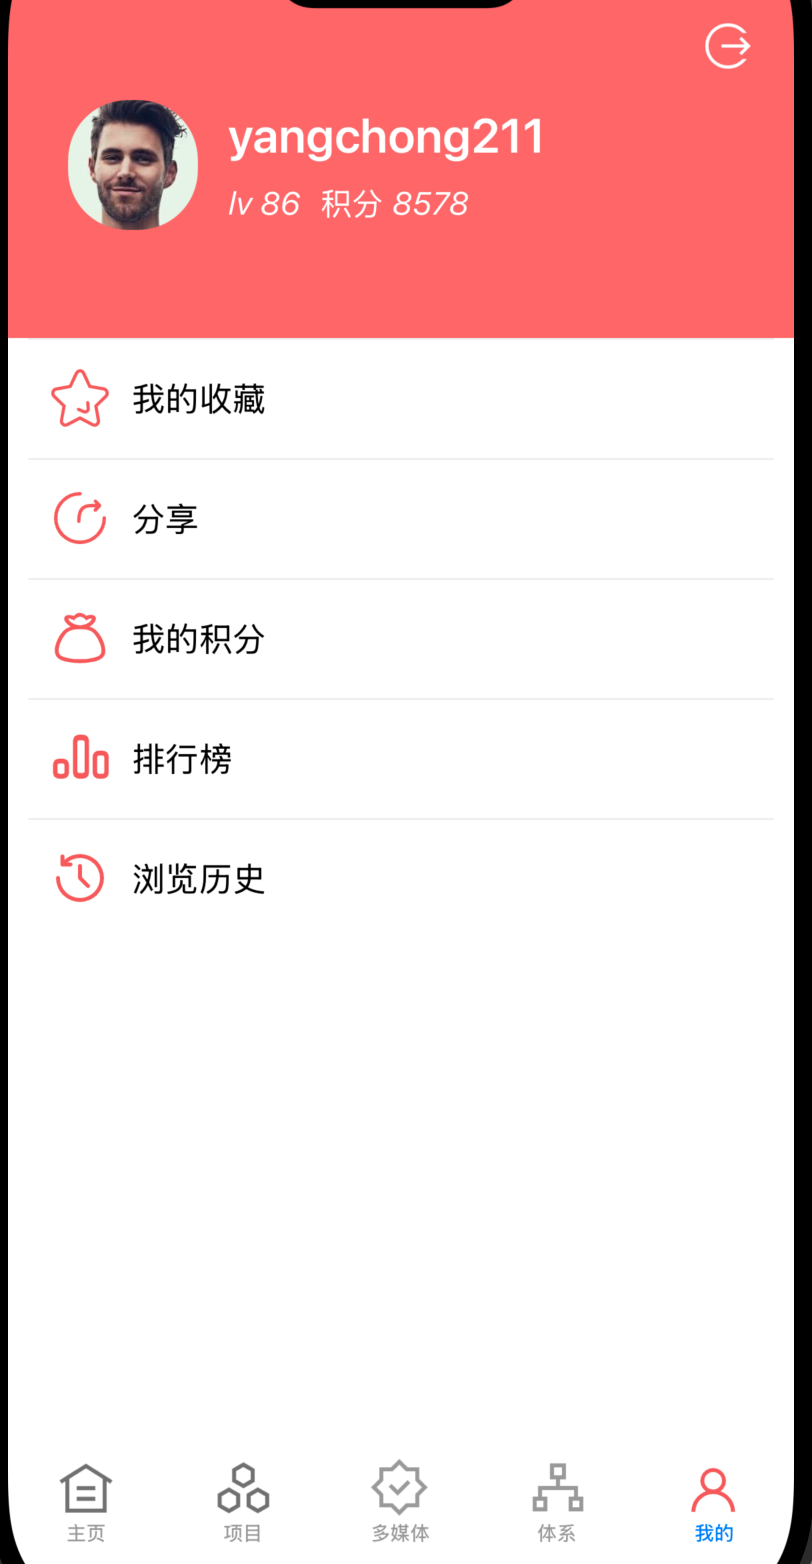 yangchong211
lv 86 积分 8578
我的收藏
分享
我的积分
排行榜
浏览历史
主页 项目 多媒体 体系 我的